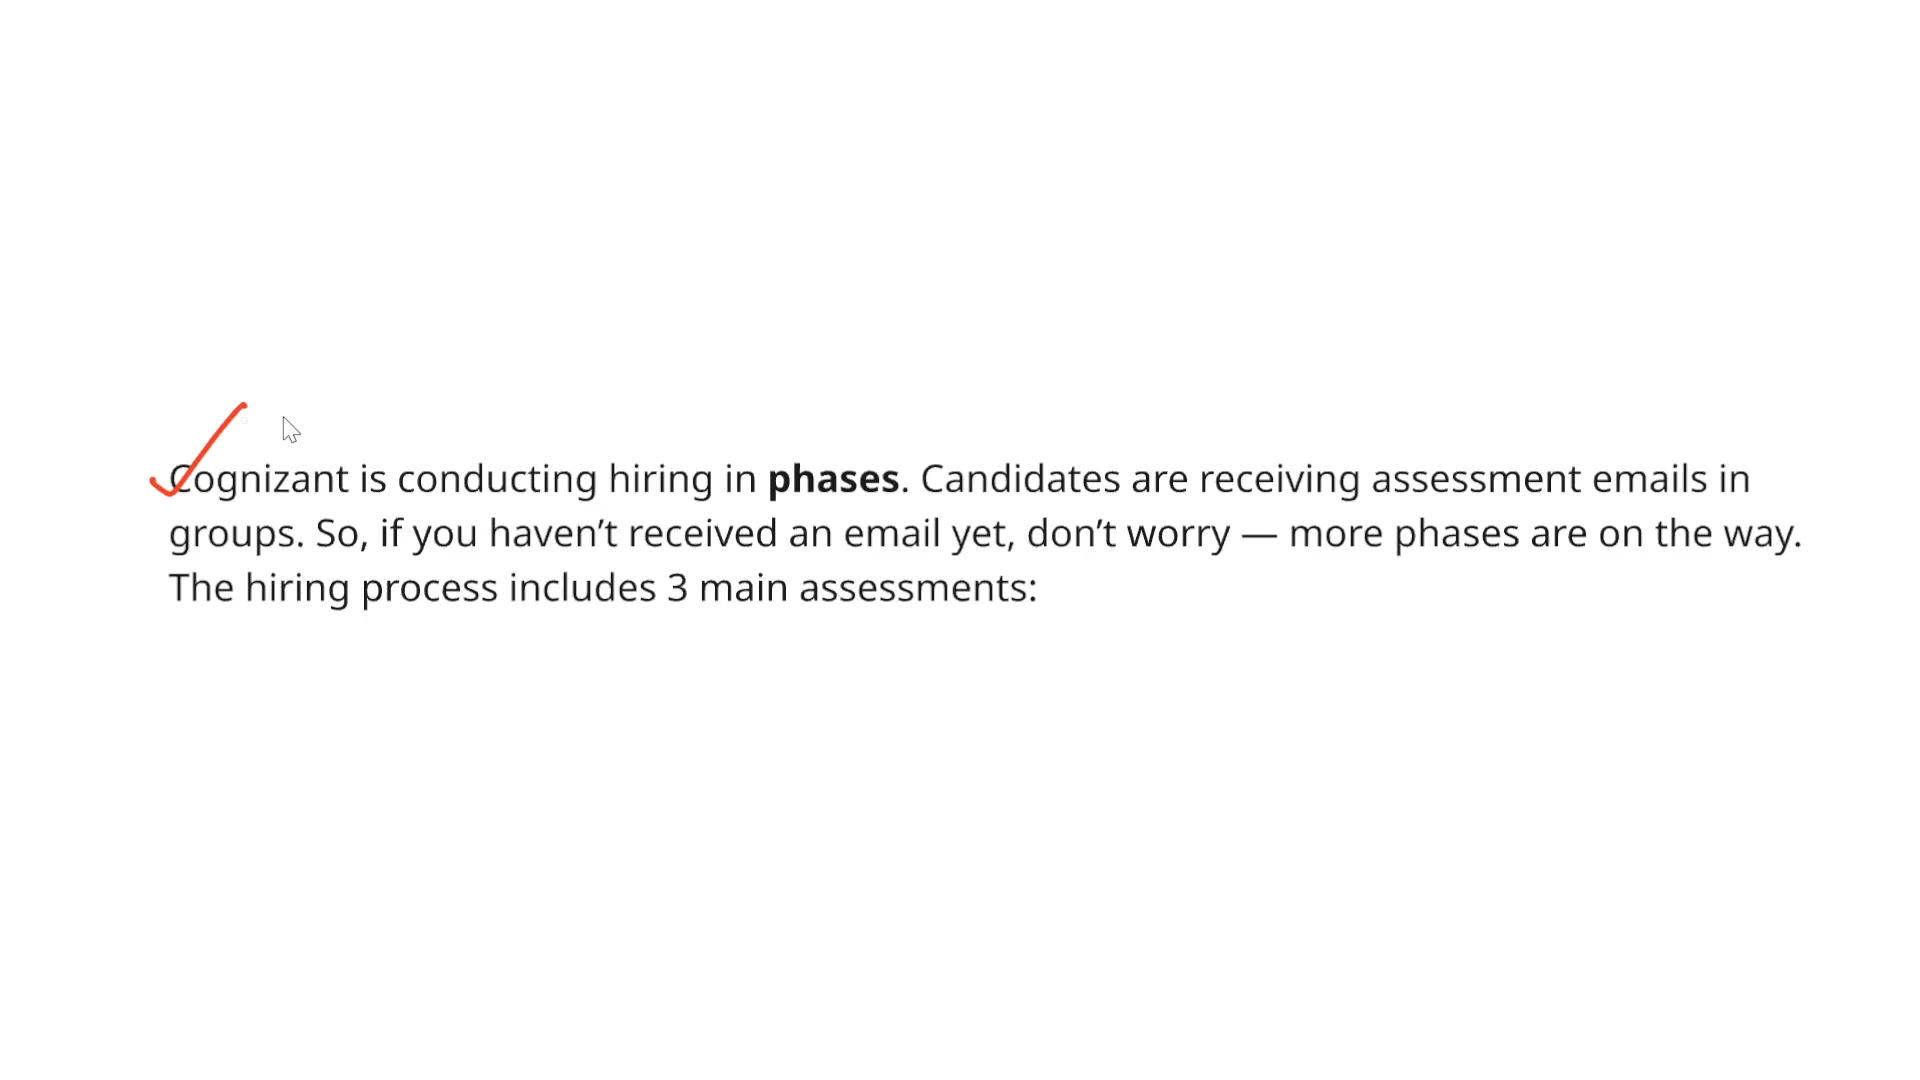 Cognizant is conducting hiring in phases. Candidates are receiving assessment emails in
groups. So, if you haven’t received an email yet, don’t worry — more phases are on the way.
The hiring process includes 3 main assessments: